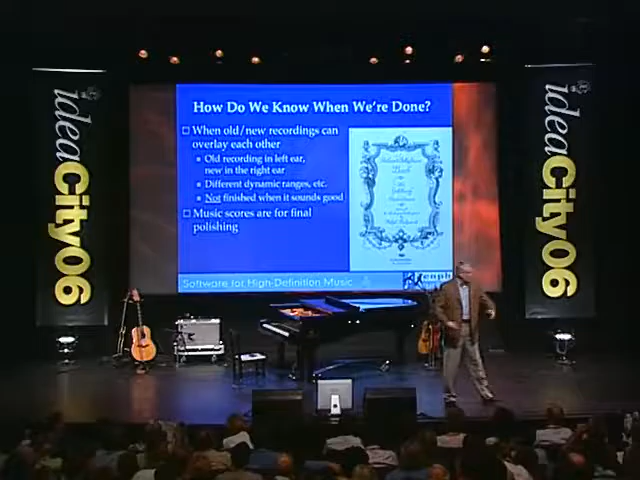 How Do We Know When We're Done?
When old/new recordings can
overlay each other
Old recording in left ear,
new in the right ear
Different dynamic ranges, etc.
Not finished when it sounds good
Music scores are for final
polishing
Bach
Software for High-Definition Music
zenph
ideaCity06
ideaCity06